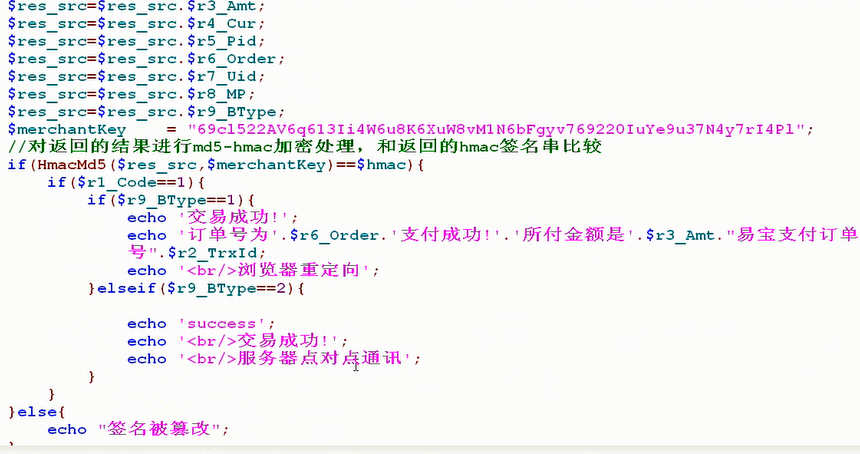 $res_src=$res_src.$r3_Amt;
$res_src=$res_src.$r4_Cur;
$res_src=$res_src.$r5_Pid;
$res_src=$res_src.$r6_Order;
$res_src=$res_src.$r7_Uid;
$res_src=$res_src.$r8_MP;
$res_src=$res_src.$r9_BType;
$merchantKey    = "69cl522AV6q613Ii4W6u8K6XuW8vM1N6bFgyv769220IuYe9u37N4y7rI4Pl";
//对返回的结果进行md5-hmac加密处理，和返回的hmac签名串比较
if(HmacMd5($res_src,$merchantKey)==$hmac){
    if($r1_Code==1){
        if($r9_BType==1){
            echo '交易成功!';
            echo '订单号为'.$r6_Order.'支付成功!'.'所付金额是'.$r3_Amt."易宝支付订单
            号".$r2_TrxId;
            echo '<br/>浏览器重定向';
        }elseif($r9_BType==2){
            echo 'success';
            echo '<br/>交易成功!';
            echo '<br/>服务器点对点通讯';
        }
    }
}else{
    echo "签名被篡改";